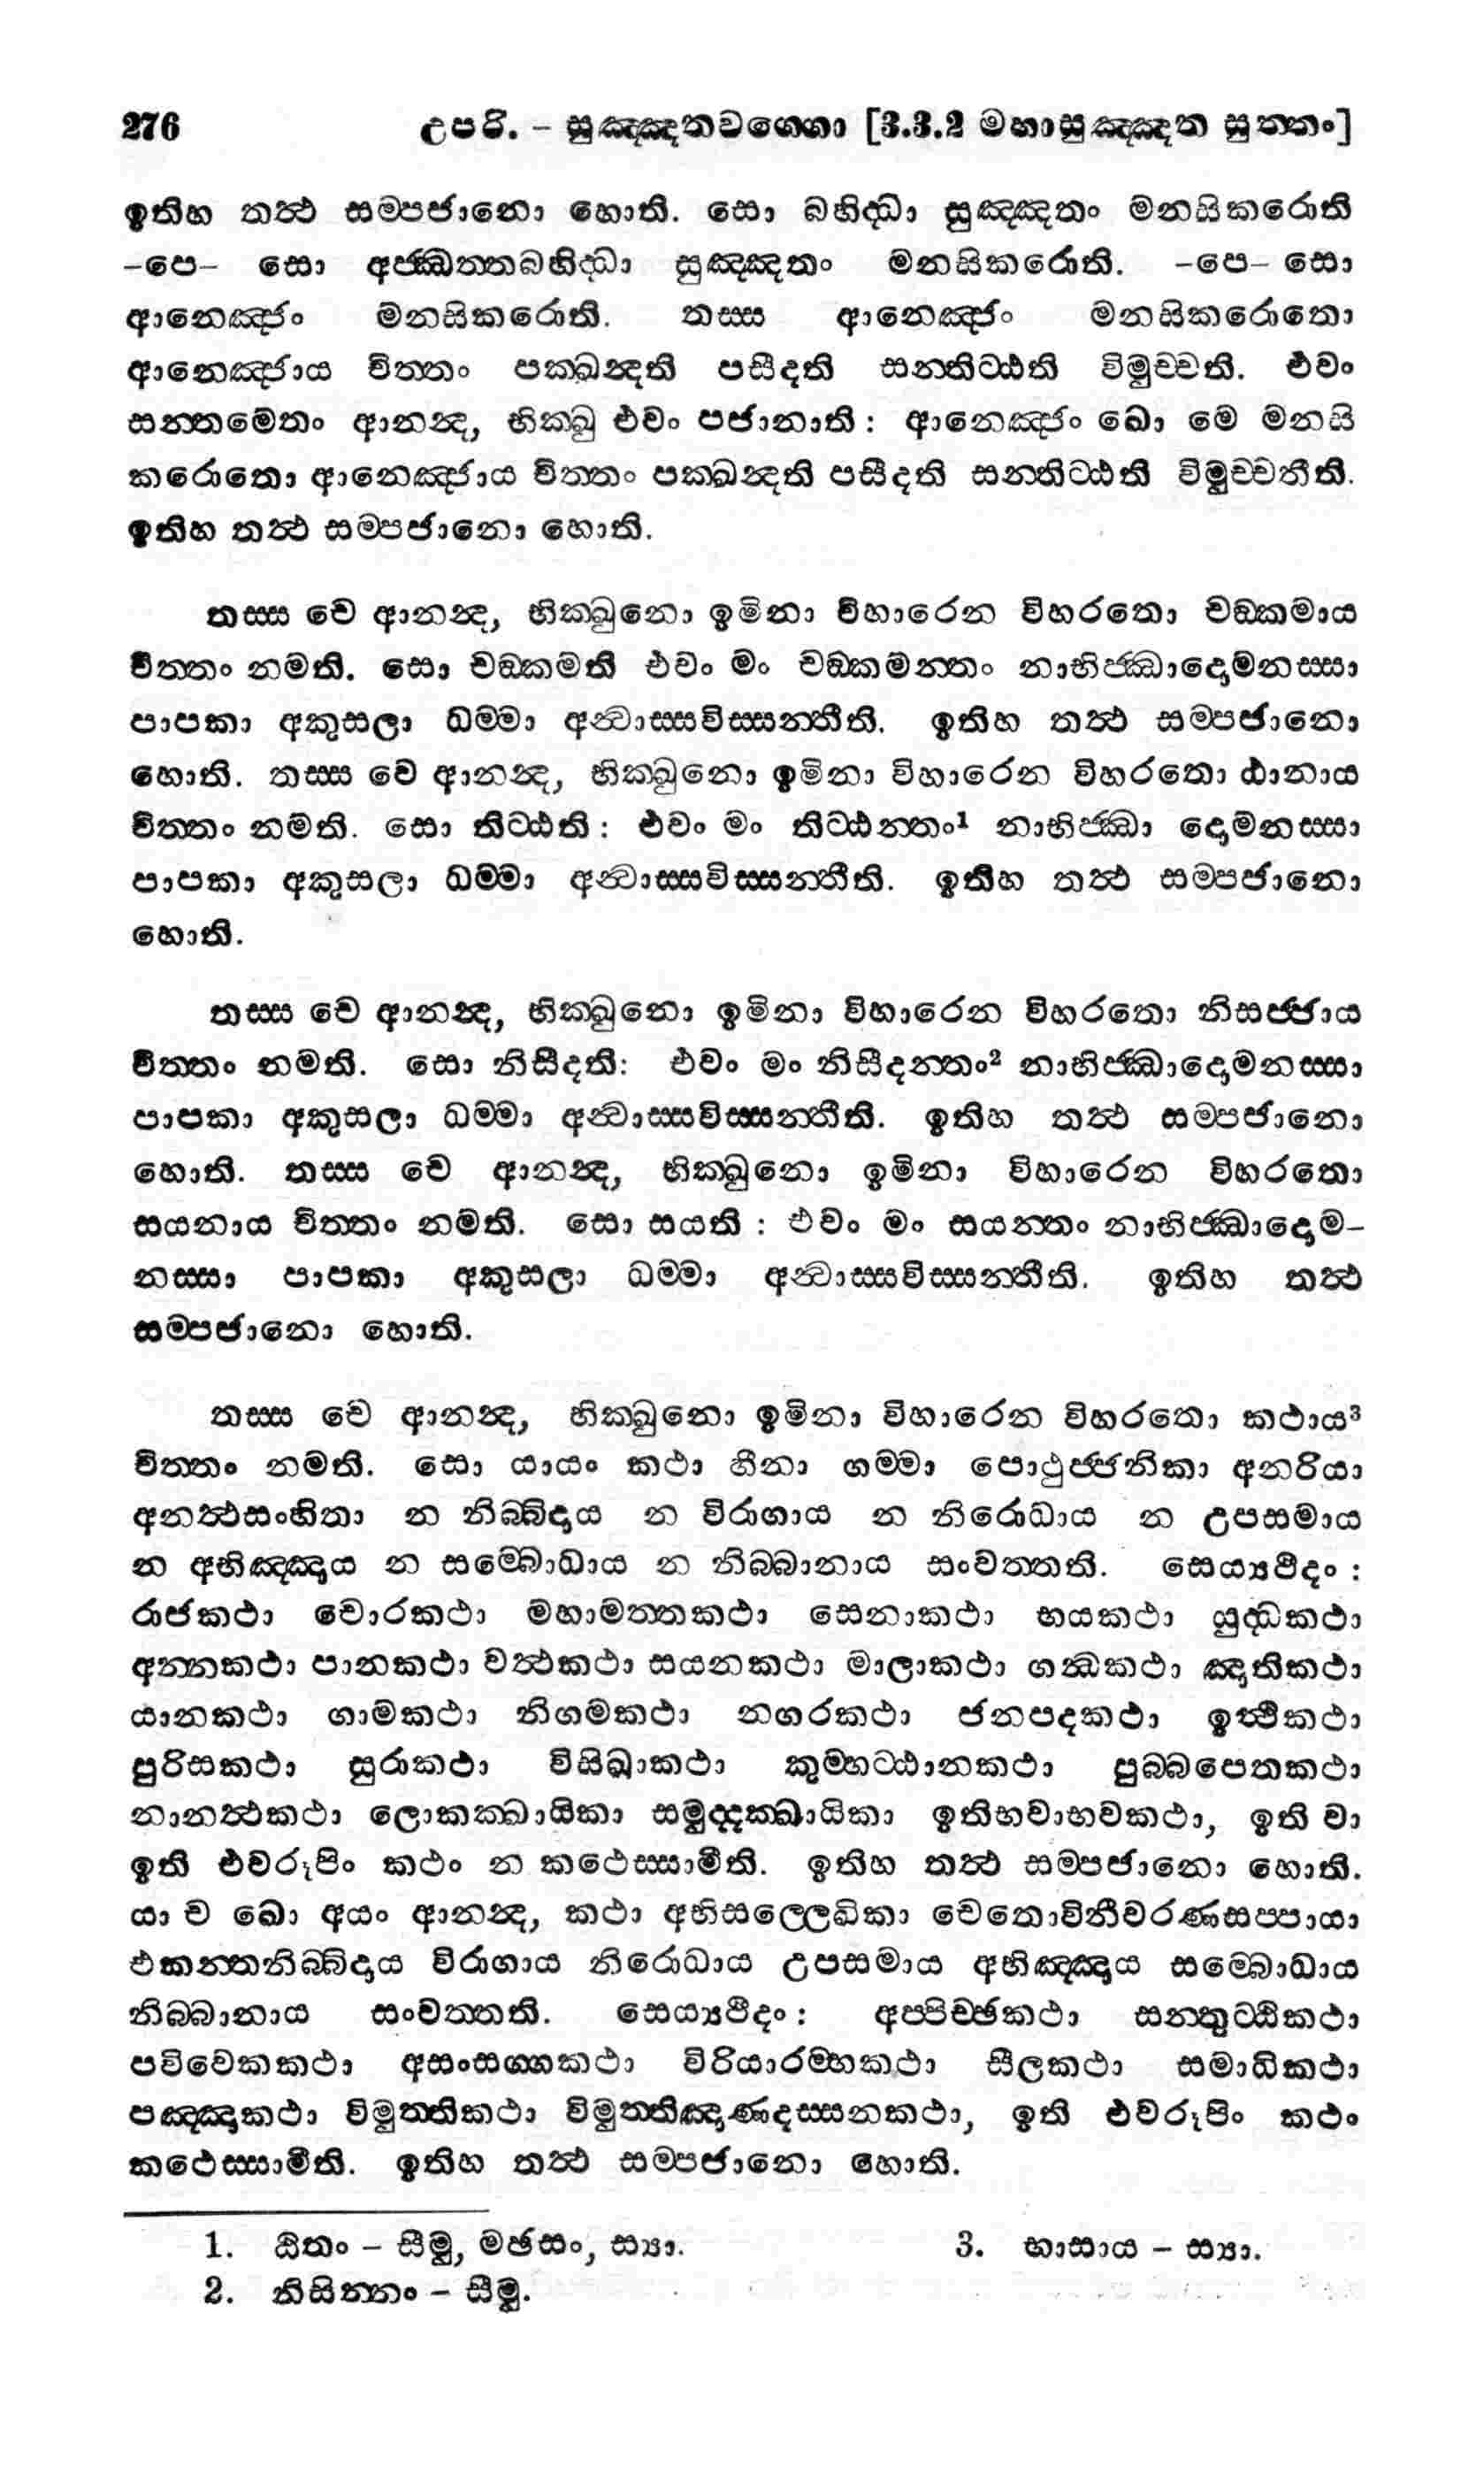 276 උපරි. – සුඤ්ඤතවග්ගො [3.3.2 මහාසුඤ්ඤත සුත්තං]
ඉතිහ තත්‍ථ සම්පජානො හොති. සො බහිද්ධා සුඤ්ඤතං මනසිකරොති
–පෙ– සො අජ්ඣත්තබහිද්ධා සුඤ්ඤතං මනසිකරොති. –පෙ– සො
ආනෙඤ්ජං මනසිකරොති. තස්ස ආනෙඤ්ජං මනසිකරොතො
ආනෙඤ්ජාය චිත්තං පක්ඛන්‍දති පසීදති සන්තිට්ඨති විමුච්චති. එවං
සන්තමෙතං ආනන්‍ද, භික්ඛු එවං පජානාති : ආනෙඤ්ජං ඛො මෙ මනසි
කරොතො ආනෙඤ්ජාය චිත්තං පක්ඛන්‍දති පසීදති සන්තිට්ඨති විමුච්චතීති.
ඉතිහ තත්‍ථ සම්පජානො හොති.
තස්ස චෙ ආනන්‍ද, භික්ඛුනො ඉමිනා විහාරෙන විහරතො චඞ්කමාය
චිත්තං නමති. සො චඞ්කමති එවං මං චඞ්කමන්තං නාභිජ්ඣාදොමනස්සා
පාපකා අකුසලා ධම්මා අන්‍වාස්සවිස්සන්තීති. ඉතිහ තත්‍ථ සම්පජානො
හොති. තස්ස චෙ ආනන්‍ද, භික්ඛුනො ඉමිනා විහාරෙන විහරතො ඨානාය
චිත්තං නමති. සො තිට්ඨති : එවං මං තිට්ඨන්තං¹ නාභිජ්ඣා දොමනස්සා
පාපකා අකුසලා ධම්මා අන්‍වාස්සවිස්සන්තීති. ඉතිහ තත්‍ථ සම්පජානො
හොති.
තස්ස චෙ ආනන්‍ද, භික්ඛුනො ඉමිනා විහාරෙන විහරතො නිසජ්ජාය
චිත්තං නමති. සො නිසීදති: එවං මං නිසීදන්තං² නාභිජ්ඣාදොමනස්සා
පාපකා අකුසලා ධම්මා අන්‍වාස්සවිස්සන්තීති. ඉතිහ තත්‍ථ සම්පජානො
හොති. තස්ස චෙ ආනන්‍ද, භික්ඛුනො ඉමිනා විහාරෙන විහරතො
සයනාය චිත්තං නමති. සො සයති : එවං මං සයන්තං නාභිජ්ඣාදොම–
නස්සා පාපකා අකුසලා ධම්මා අන්‍වාස්සවිස්සන්තීති. ඉතිහ තත්‍ථ
සම්පජානො හොති.
තස්ස චෙ ආනන්‍ද, භික්ඛුනො ඉමිනා විහාරෙන විහරතො කථාය³
චිත්තං නමති. සො යායං කථා හීනා ගම්මා පොථුජ්ජනිකා අනරියා
අනත්‍ථසංහිතා න නිබ්බිදාය න විරාගාය න නිරොධාය න උපසමාය
න අභිඤ්ඤාය න සම්බොධාය න නිබ්බානාය සංවත්තති. සෙය්‍යථීදං :
රාජකථා චොරකථා මහාමත්තකථා සෙනාකථා භයකථා යුද්ධකථා
අන්නකථා පානකථා වත්‍ථකථා සයනකථා මාලාකථා ගන්‍ධකථා ඤාතිකථා
යානකථා ගාමකථා නිගමකථා නගරකථා ජනපදකථා ඉත්‍ථිකථා
පුරිසකථා සුරාකථා විසිඛාකථා කුම්භට්ඨානකථා පුබ්බපෙතකථා
නානත්‍ථකථා ලොකක්ඛායිකා සමුද්දක්ඛායිකා ඉතිභවාභවකථා, ඉති වා
ඉති එවරූපිං කථං න කථෙස්සාමීති. ඉතිහ තත්‍ථ සම්පජානො හොති.
යා ච ඛො අයං ආනන්‍ද, කථා අභිසල්ලෙඛිකා චෙතොවිනීවරණසප්පායා
එකන්තනිබ්බිදාය විරාගාය නිරොධාය උපසමාය අභිඤ්ඤාය සම්බොධාය
නිබ්බානාය සංවත්තති. සෙය්‍යථීදං : අප්පිච්ඡකථා සන්තුට්ඨිකථා
පවිවෙකකථා අසංසග්ගකථා විරියාරම්භකථා සීලකථා සමාධිකථා
පඤ්ඤාකථා විමුත්තිකථා විමුත්තිඤාණදස්සනකථා, ඉති එවරූපිං කථං
කථෙස්සාමීති. ඉතිහ තත්‍ථ සම්පජානො හොති.
1. ඨිතං – සීමු, මඡසං, ස්‍යා.
2. නිසින්නං – සීමු.
3. භාසාය – ස්‍යා.